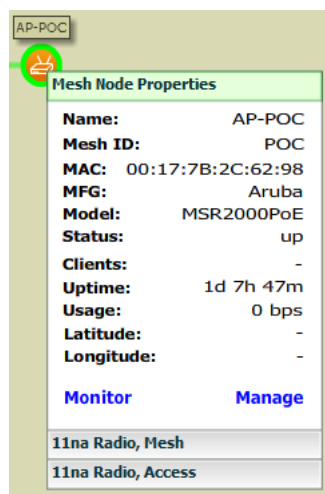 AP-POC
Mesh Node Properties
Name: AP-POC
Mesh ID: POC
MAC: 00:17:7B:2C:62:98
MFG: Aruba
Model: MSR2000PoE
Status: up
Clients: -
Uptime: 1d 7h 47m
Usage: 0 bps
Latitude: -
Longitude: -
Monitor Manage
11na Radio, Mesh
11na Radio, Access